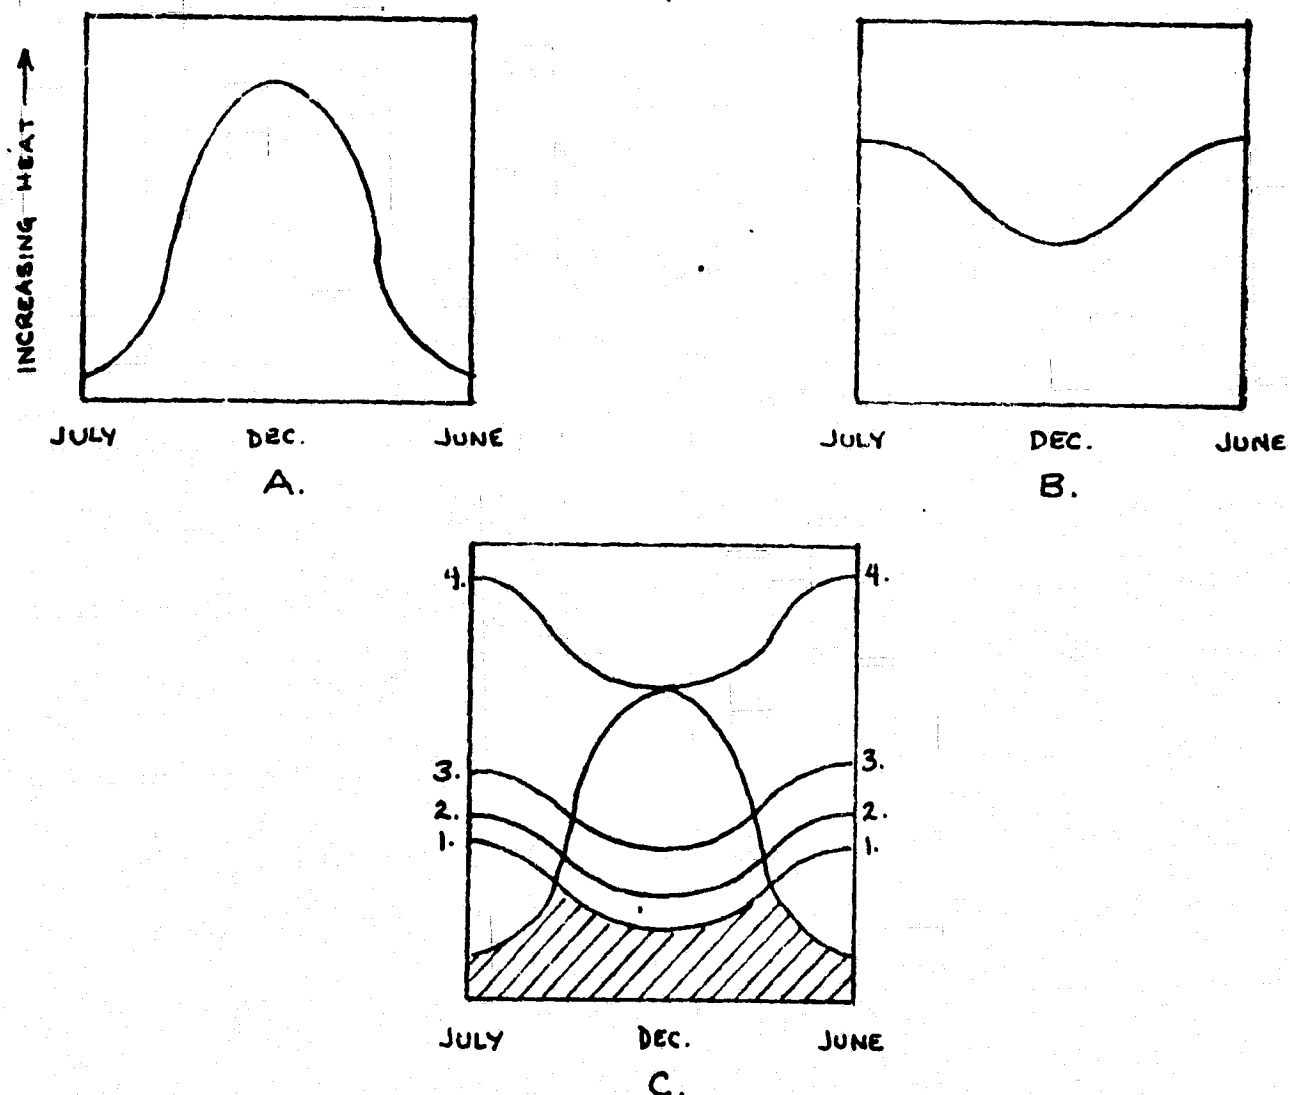 INCREASING HEAT
JULY DEC. JUNE
A.
JULY DEC. JUNE
B.
4. 4.
3. 3.
2. 2.
1. 1.
JULY DEC. JUNE
C.